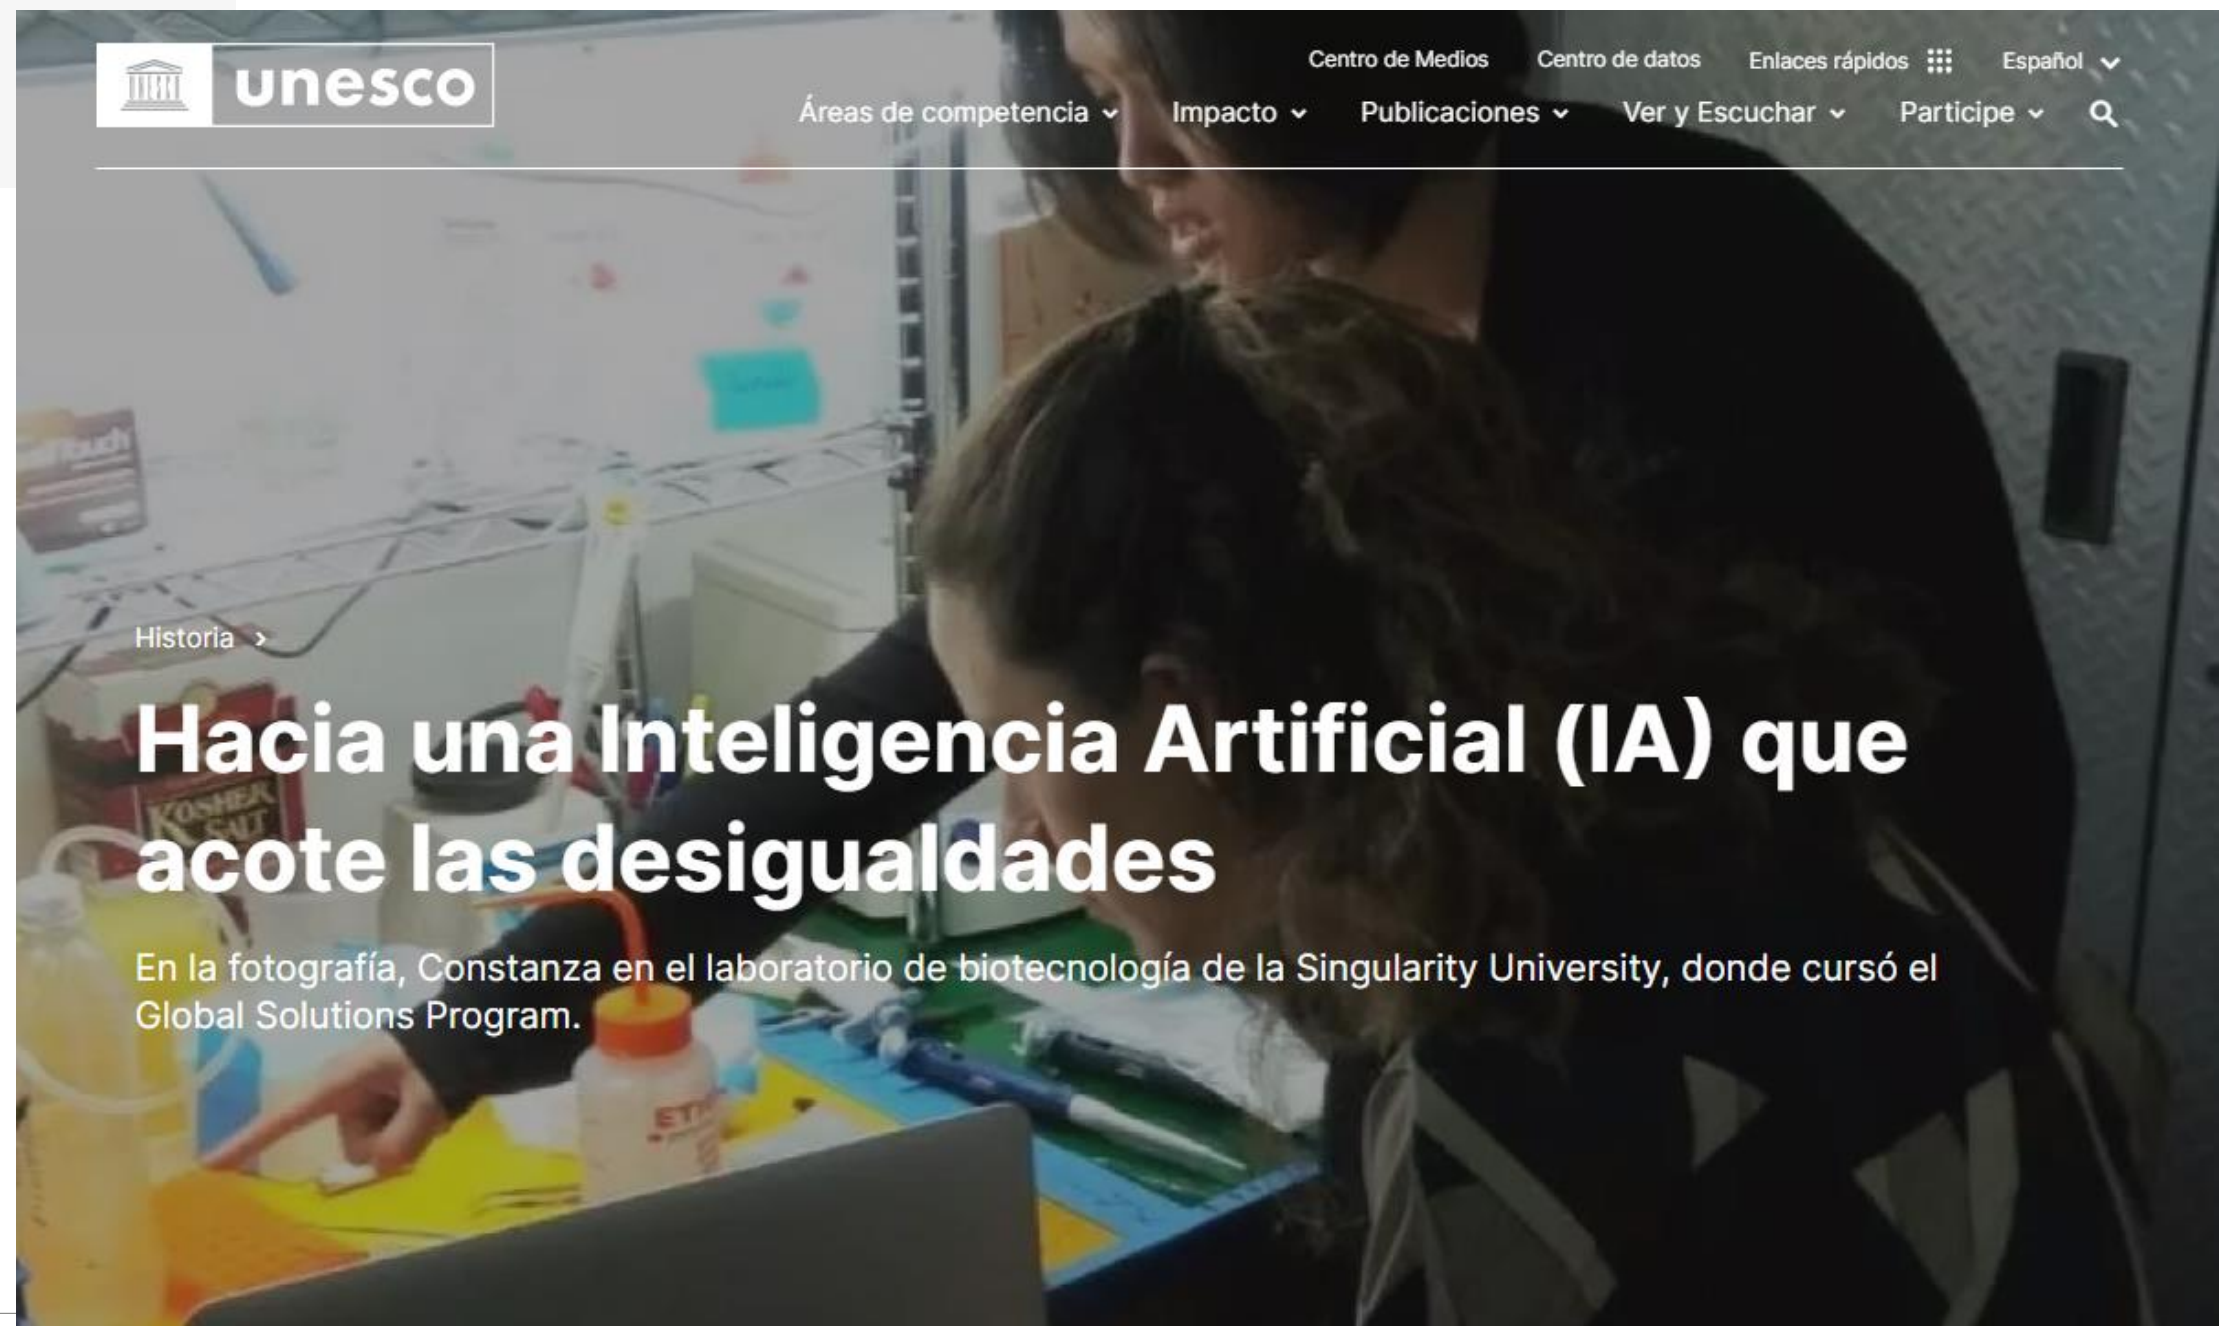 unesco
Centro de Medios
Centro de datos
Enlaces rápidos
Español
Áreas de competencia
Impacto
Publicaciones
Ver y Escuchar
Participe
Historia
Hacia una Inteligencia Artificial (IA) que
acote las desigualdades
En la fotografía, Constanza en el laboratorio de biotecnología de la Singularity University, donde cursó el
Global Solutions Program.
KOSHER
SALT